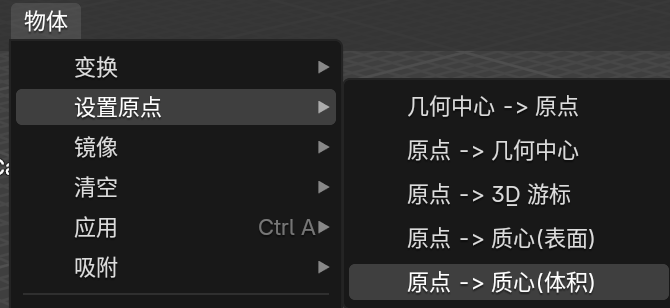 物体
变换
设置原点
镜像
清空
应用 Ctrl A
吸附
几何中心 -> 原点
原点 -> 几何中心
原点 -> 3D 游标
原点 -> 质心(表面)
原点 -> 质心(体积)